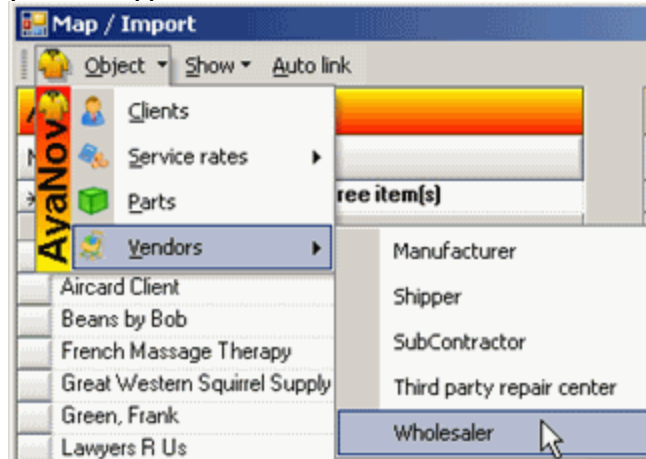 Map / Import
Object Show Auto link
Clients
Service rates
Parts
Vendors
AyaNov
ree item(s)
Manufacturer
Shipper
SubContractor
Third party repair center
Wholesaler
Aircard Client
Beans by Bob
French Massage Therapy
Great Western Squirrel Supply
Green, Frank
Lawyers R Us